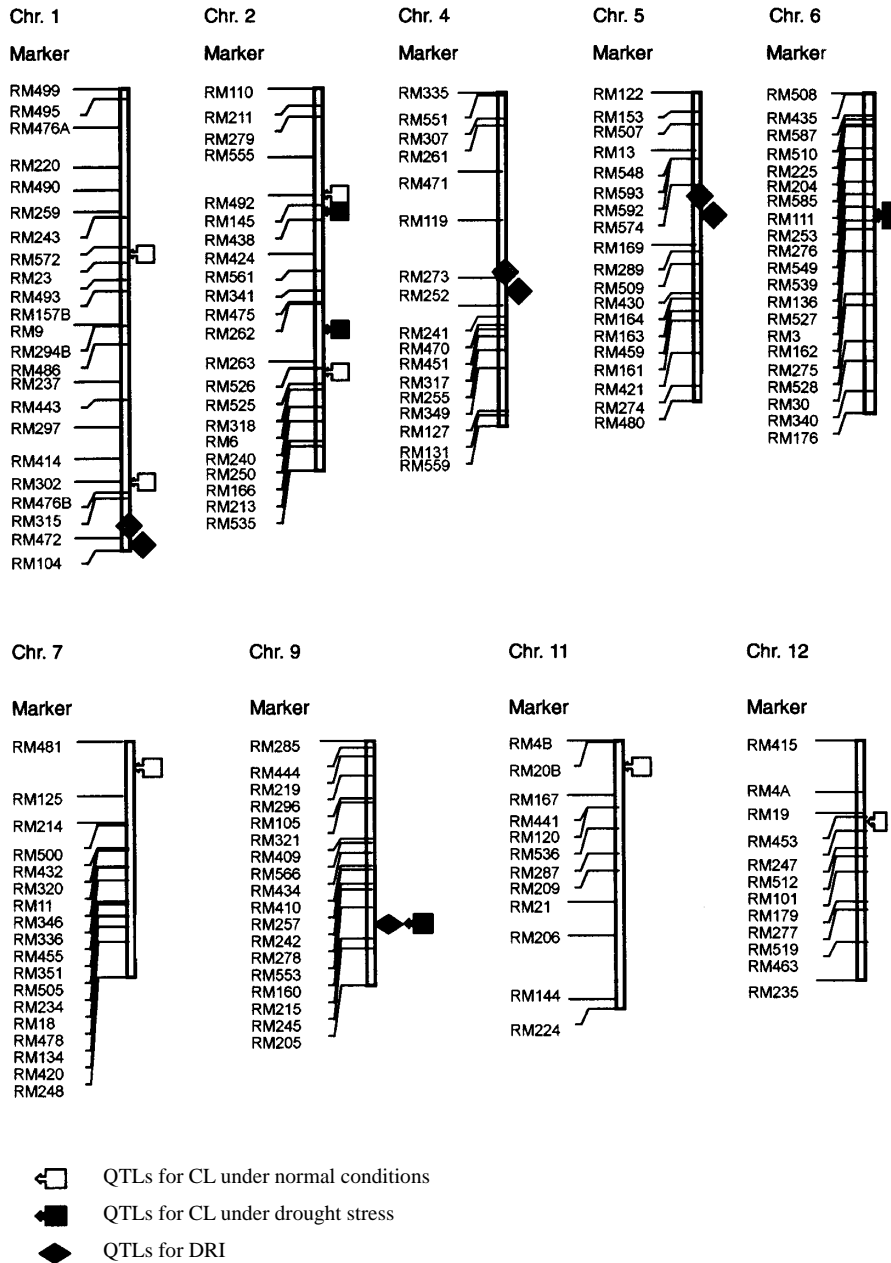 Chr. 1
Marker
RM499
RM495
RM476A
RM220
RM490
RM259
RM243
RM572
RM23
RM493
RM157B
RM9
RM294B
RM486
RM237
RM443
RM297
RM414
RM302
RM476B
RM315
RM472
RM104
Chr. 2
Marker
RM110
RM211
RM279
RM555
RM492
RM145
RM438
RM424
RM561
RM341
RM475
RM262
RM263
RM526
RM525
RM318
RM6
RM240
RM250
RM166
RM213
RM535
Chr. 4
Marker
RM335
RM551
RM307
RM261
RM471
RM119
RM273
RM252
RM241
RM470
RM451
RM317
RM255
RM349
RM127
RM131
RM559
Chr. 5
Marker
RM122
RM153
RM507
RM13
RM548
RM593
RM592
RM574
RM169
RM289
RM509
RM430
RM164
RM163
RM459
RM161
RM421
RM274
RM480
Chr. 6
Marker
RM508
RM435
RM587
RM510
RM225
RM204
RM585
RM111
RM253
RM276
RM549
RM539
RM136
RM527
RM3
RM162
RM275
RM528
RM30
RM340
RM176
Chr. 7
Marker
RM481
RM125
RM214
RM500
RM432
RM320
RM11
RM346
RM336
RM455
RM351
RM505
RM234
RM18
RM478
RM134
RM420
RM248
Chr. 9
Marker
RM285
RM444
RM219
RM296
RM105
RM321
RM409
RM566
RM434
RM410
RM257
RM242
RM278
RM553
RM160
RM215
RM245
RM205
Chr. 11
Marker
RM4B
RM20B
RM167
RM441
RM120
RM536
RM287
RM209
RM21
RM206
RM144
RM224
Chr. 12
Marker
RM415
RM4A
RM19
RM453
RM247
RM512
RM101
RM179
RM277
RM519
RM463
RM235
QTLs for CL under normal conditions
QTLs for CL under drought stress
QTLs for DRI